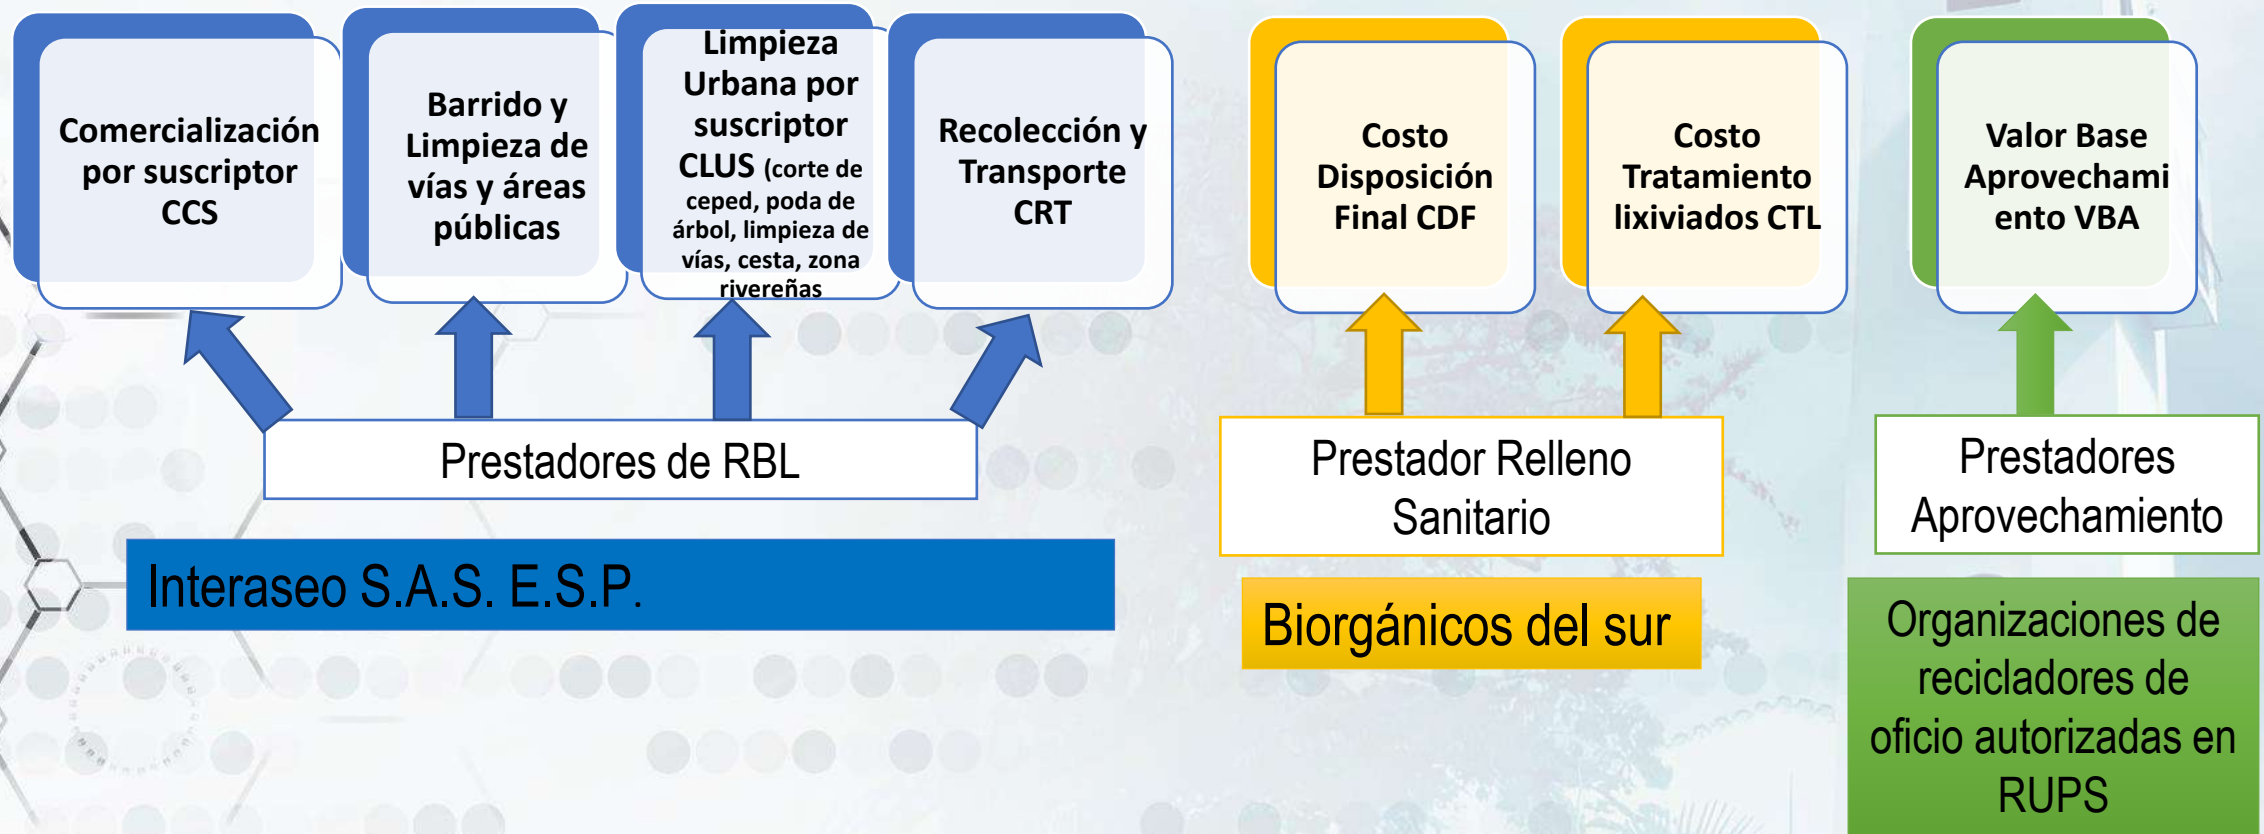 Comercialización
por suscriptor
CCS
Barrido y
Limpieza de
vías y áreas
públicas
Limpieza
Urbana por
suscriptor
CLUS (corte de
ceped, poda de
árbol, limpieza de
vías, cesta, zona
rivereñas
Recolección y
Transporte
CRT
Costo
Disposición
Final CDF
Costo
Tratamiento
lixiviados CTL
Valor Base
Aprovechami
ento VBA
Prestadores de RBL
Prestador Relleno
Sanitario
Prestadores
Aprovechamiento
Interaseo S.A.S. E.S.P.
Biorgánicos del sur
Organizaciones de
recicladores de
oficio autorizadas en
RUPS